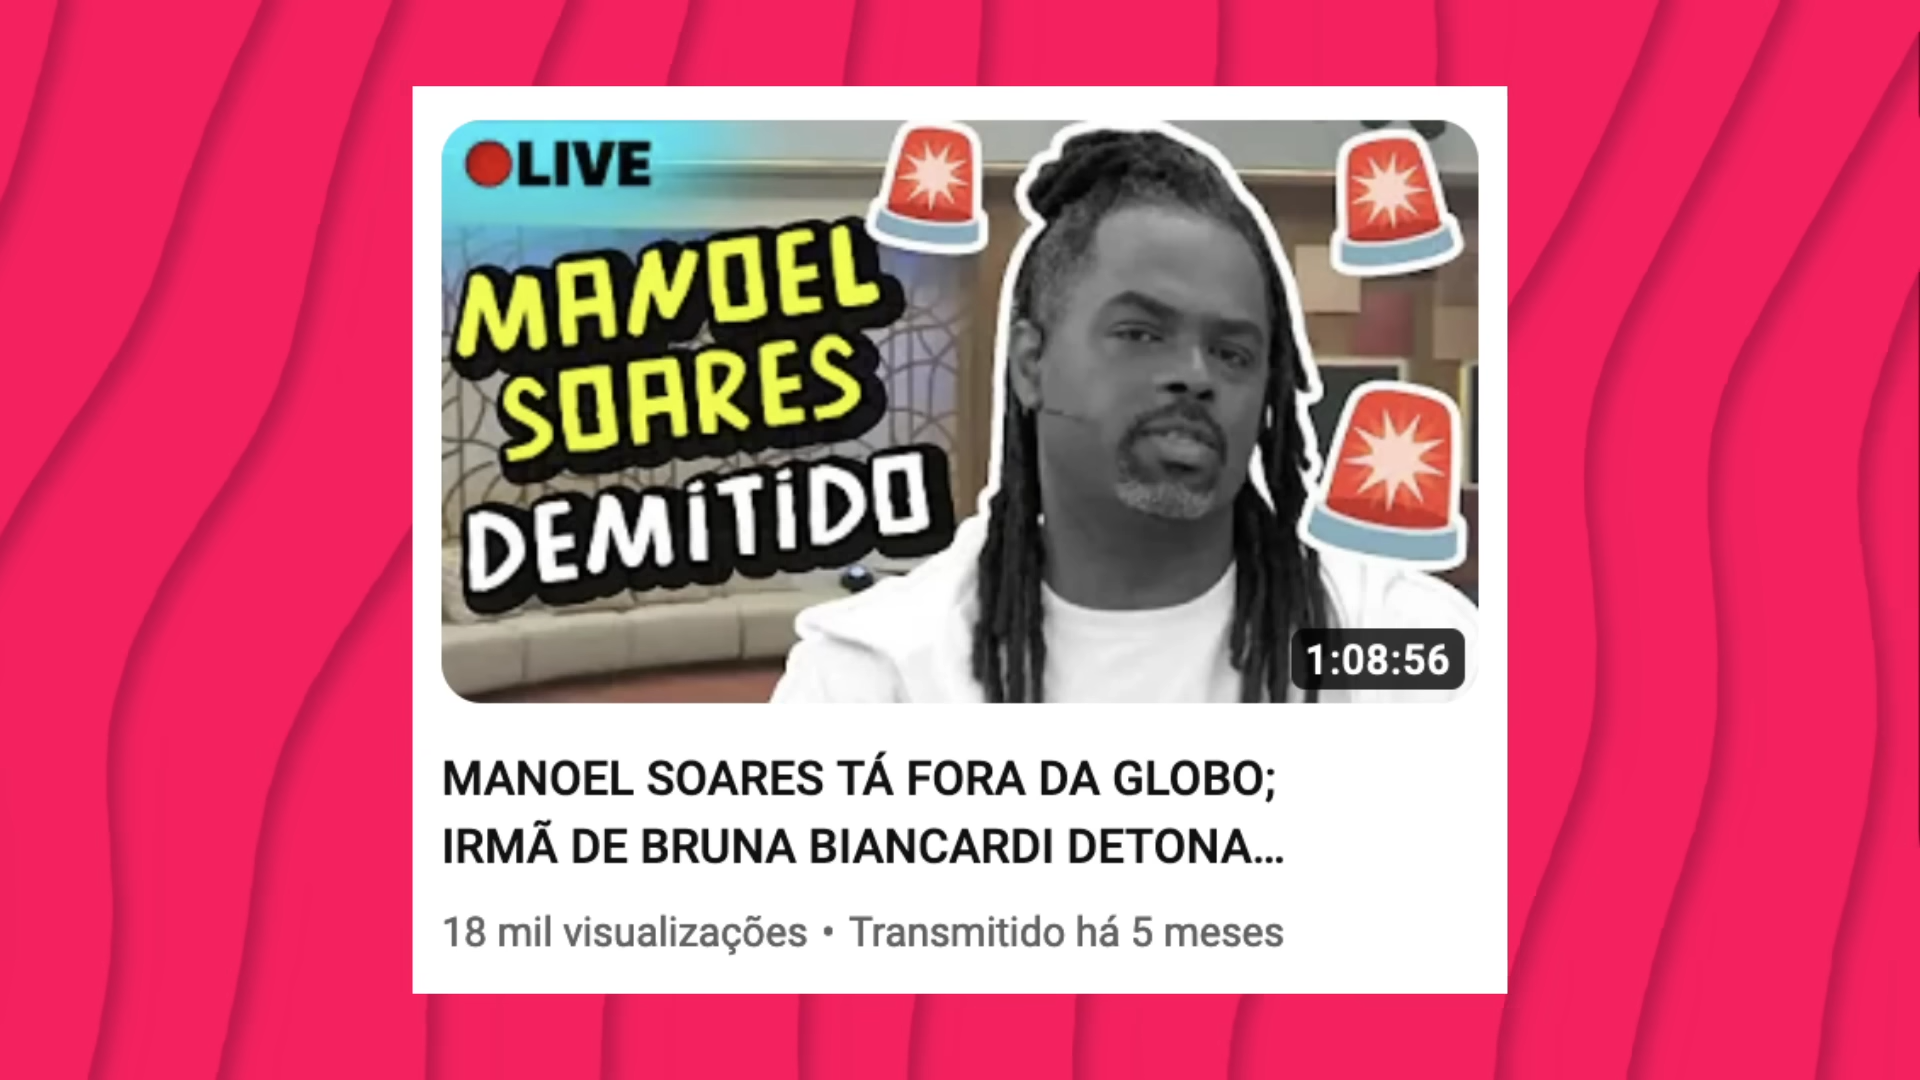 LIVE
MANOEL
SOARES
DEMITIDO
1:08:56
MANOEL SOARES TÁ FORA DA GLOBO;
IRMÃ DE BRUNA BIANCARDI DETONA...
18 mil visualizações • Transmitido há 5 meses